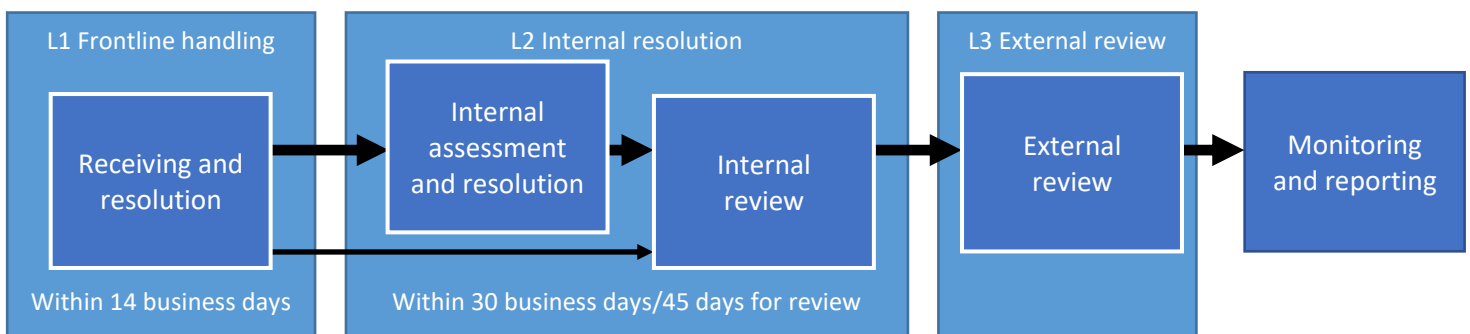 L1 Frontline handling
Receiving and
resolution
Within 14 business days
L2 Internal resolution
Internal
assessment
and resolution
Internal
review
Within 30 business days/45 days for review
L3 External review
External
review
Monitoring
and reporting